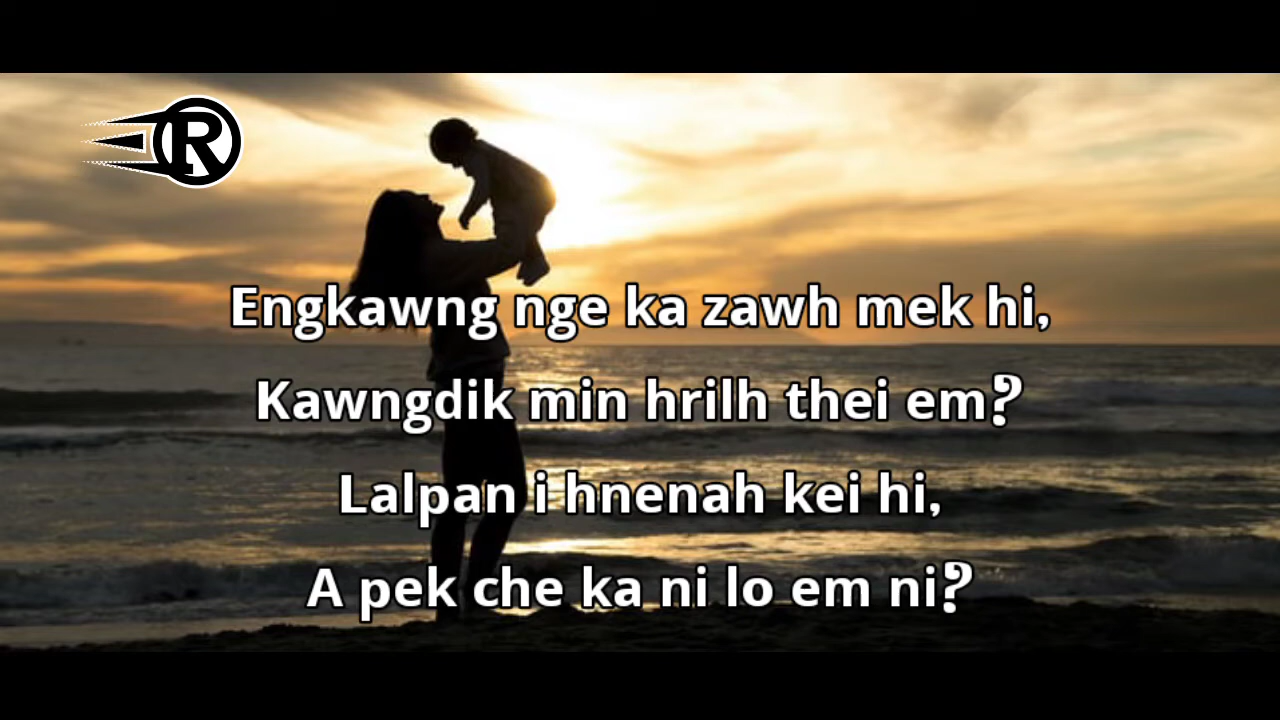 R
Engkawng nge ka zawh mek hi,
Kawngdik min hrilh thei em?
Lalpan i hnenah kei hi,
A pek che ka ni lo em ni?